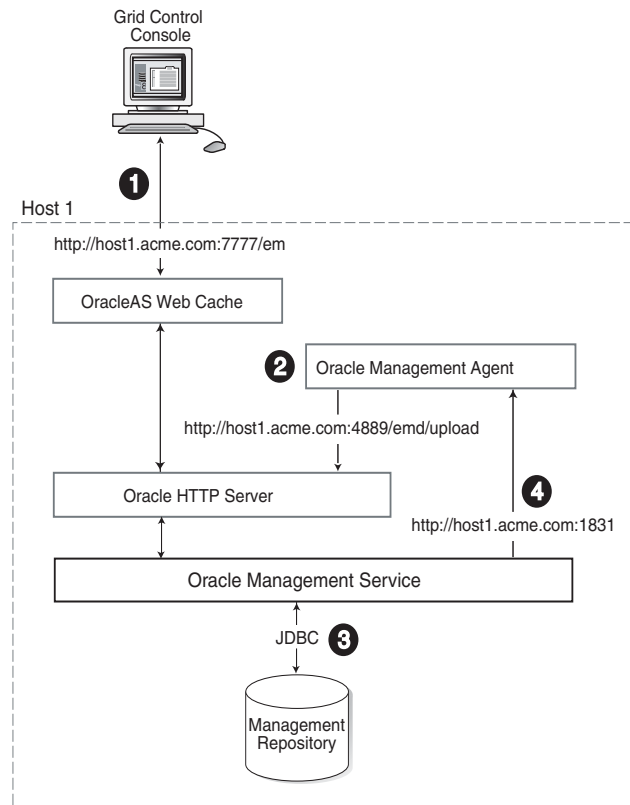 Grid Control
Console
1
Host 1
http://host1.acme.com:7777/em
OracleAS Web Cache
2
Oracle Management Agent
http://host1.acme.com:4889/emd/upload
Oracle HTTP Server
4
http://host1.acme.com:1831
Oracle Management Service
JDBC 3
Management
Repository